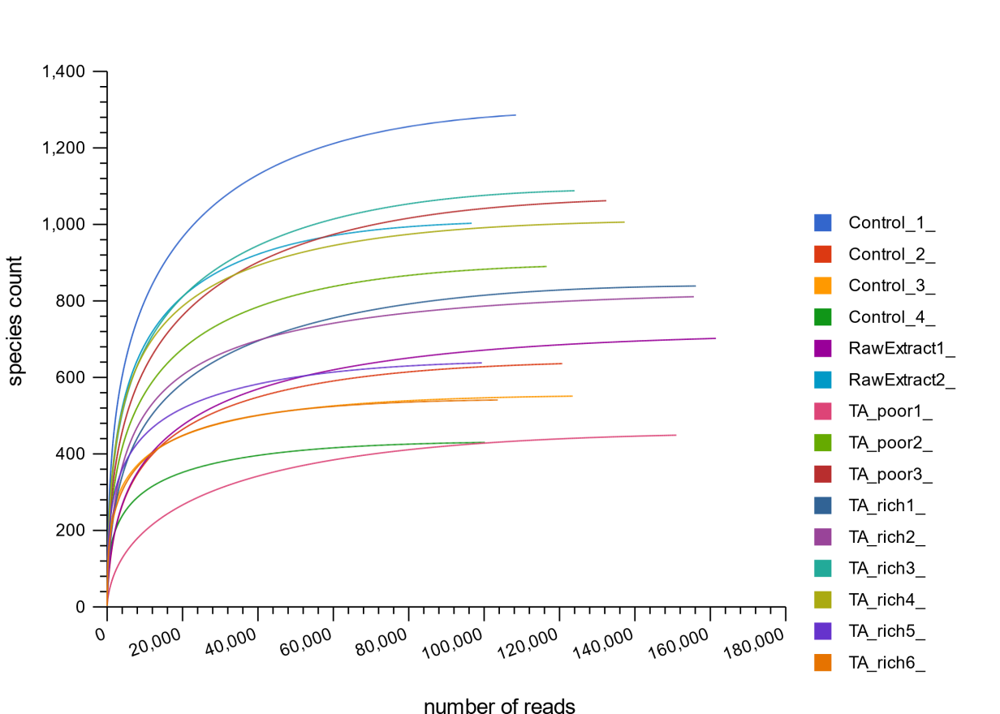 1,400
1,200
1,000
800
600
400
200
0
species count
0
20,000
40,000
60,000
80,000
100,000
120,000
140,000
160,000
180,000
number of reads
Control_1_
Control_2_
Control_3_
Control_4_
RawExtract1_
RawExtract2_
TA_poor1_
TA_poor2_
TA_poor3_
TA_rich1_
TA_rich2_
TA_rich3_
TA_rich4_
TA_rich5_
TA_rich6_